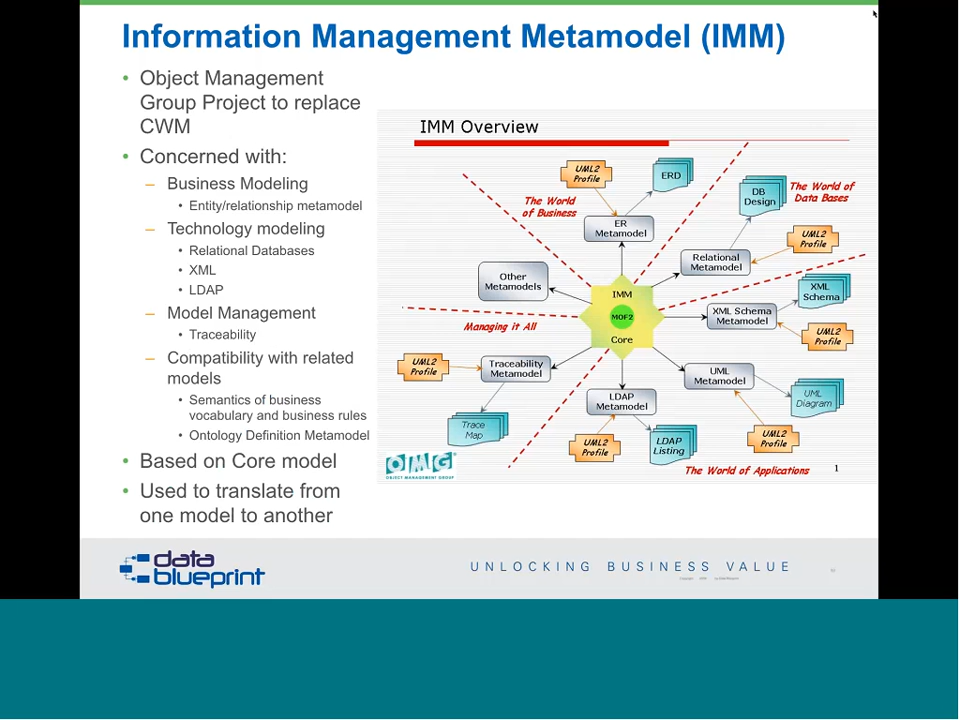 Information Management Metamodel (IMM)
• Object Management
Group Project to replace
CWM
• Concerned with:
– Business Modeling
• Entity/relationship metamodel
– Technology modeling
• Relational Databases
• XML
• LDAP
– Model Management
• Traceability
– Compatibility with related
models
• Semantics of business
vocabulary and business rules
• Ontology Definition Metamodel
• Based on Core model
• Used to translate from
one model to another
IMM Overview
UML2
Profile
ERD
The World
of Business
ER
Metamodel
DB
Design
The World of
Data Bases
UML2
Profile
Relational
Metamodel
Other
Metamodels
IMM
MOF2
Core
XML
Schema
XML Schema
Metamodel
UML2
Profile
Managing it All
UML2
Profile
Traceability
Metamodel
Trace
Map
LDAP
Metamodel
UML2
Profile
LDAP
Listing
UML
Metamodel
UML
Diagram
UML2
Profile
The World of Applications
1
OMG
OBJECT MANAGEMENT GROUP
data
blueprint
UNLOCKING BUSINESS VALUE